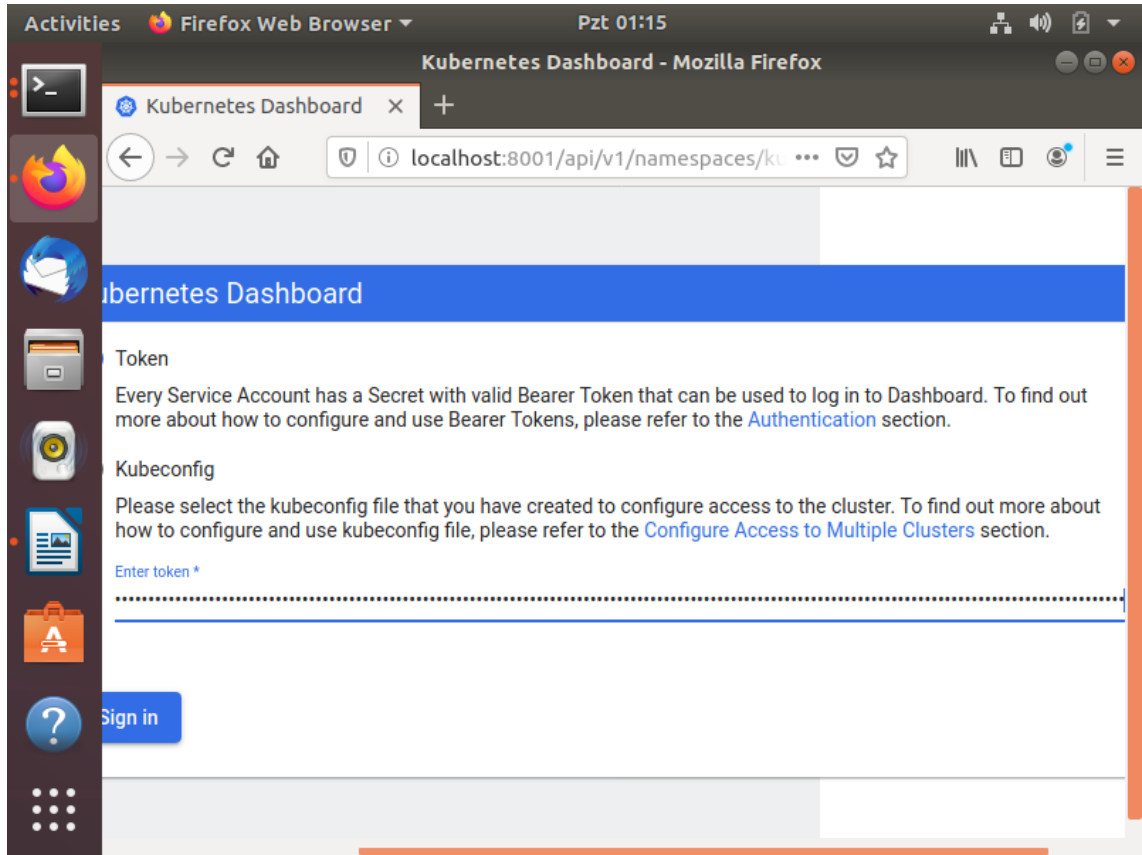 Activities Firefox Web Browser Pzt 01:15
Kubernetes Dashboard - Mozilla Firefox
Kubernetes Dashboard
localhost:8001/api/v1/namespaces/ku
ubernetes Dashboard
Token
Every Service Account has a Secret with valid Bearer Token that can be used to log in to Dashboard. To find out
more about how to configure and use Bearer Tokens, please refer to the Authentication section.
Kubeconfig
Please select the kubeconfig file that you have created to configure access to the cluster. To find out more about
how to configure and use kubeconfig file, please refer to the Configure Access to Multiple Clusters section.
Enter token *
Sign in